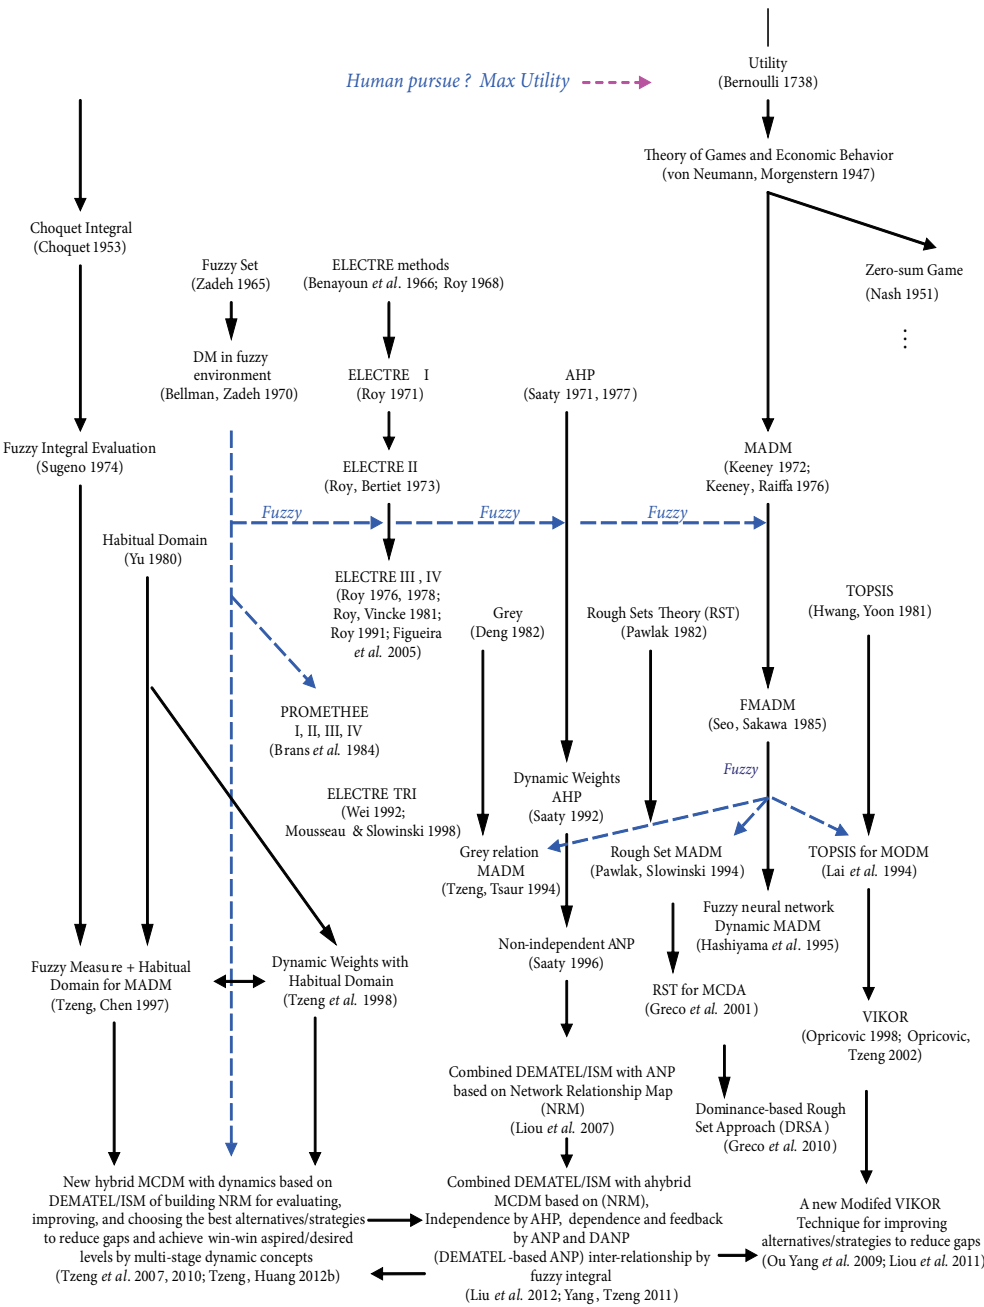 Utility
(Bernoulli 1738)
Human pursue ? Max Utility
Theory of Games and Economic Behavior
(von Neumann, Morgenstern 1947)
Choquet Integral
(Choquet 1953)
Fuzzy Set
(Zadeh 1965)
ELECTRE methods
(Benayoun et al. 1966; Roy 1968)
Zero-sum Game
(Nash 1951)
⋮
DM in fuzzy
environment
(Bellman, Zadeh 1970)
ELECTRE I
(Roy 1971)
AHP
(Saaty 1971, 1977)
Fuzzy Integral Evaluation
(Sugeno 1974)
ELECTRE II
(Roy, Bertiet 1973)
MADM
(Keeney 1972;
Keeney, Raiffa 1976)
Fuzzy
Fuzzy
Fuzzy
Habitual Domain
(Yu 1980)
ELECTRE III , IV
(Roy 1976, 1978;
Roy, Vincke 1981;
Roy 1991; Figueira
et al. 2005)
Grey
(Deng 1982)
Rough Sets Theory (RST)
(Pawlak 1982)
TOPSIS
(Hwang, Yoon 1981)
PROMETHEE
I, II, III, IV
(Brans et al. 1984)
FMADM
(Seo, Sakawa 1985)
Fuzzy
ELECTRE TRI
(Wei 1992;
Mousseau & Slowinski 1998)
Dynamic Weights
AHP
(Saaty 1992)
Grey relation
MADM
(Tzeng, Tsaur 1994)
Rough Set MADM
(Pawlak, Slowinski 1994)
TOPSIS for MODM
(Lai et al. 1994)
Fuzzy neural network
Dynamic MADM
(Hashiyama et al. 1995)
Fuzzy Measure + Habitual
Domain for MADM
(Tzeng, Chen 1997)
Dynamic Weights with
Habitual Domain
(Tzeng et al. 1998)
Non-independent ANP
(Saaty 1996)
RST for MCDA
(Greco et al. 2001)
VIKOR
(Opricovic 1998; Opricovic,
Tzeng 2002)
Combined DEMATEL/ISM with ANP
based on Network Relationship Map
(NRM)
(Liou et al. 2007)
Dominance-based Rough
Set Approach (DRSA)
(Greco et al. 2010)
New hybrid MCDM with dynamics based on
DEMATEL/ISM of building NRM for evaluating,
improving, and choosing the best alternatives/strategies
to reduce gaps and achieve win-win aspired/desired
levels by multi-stage dynamic concepts
(Tzeng et al. 2007, 2010; Tzeng, Huang 2012b)
Combined DEMATEL/ISM with ahybrid
MCDM based on (NRM),
Independence by AHP, dependence and feedback
by ANP and DANP
(DEMATEL-based ANP) inter-relationship by
fuzzy integral
(Liu et al. 2012; Yang, Tzeng 2011)
A new Modifed VIKOR
Technique for improving
alternatives/strategies to reduce gaps
(Ou Yang et al. 2009; Liou et al. 2011)